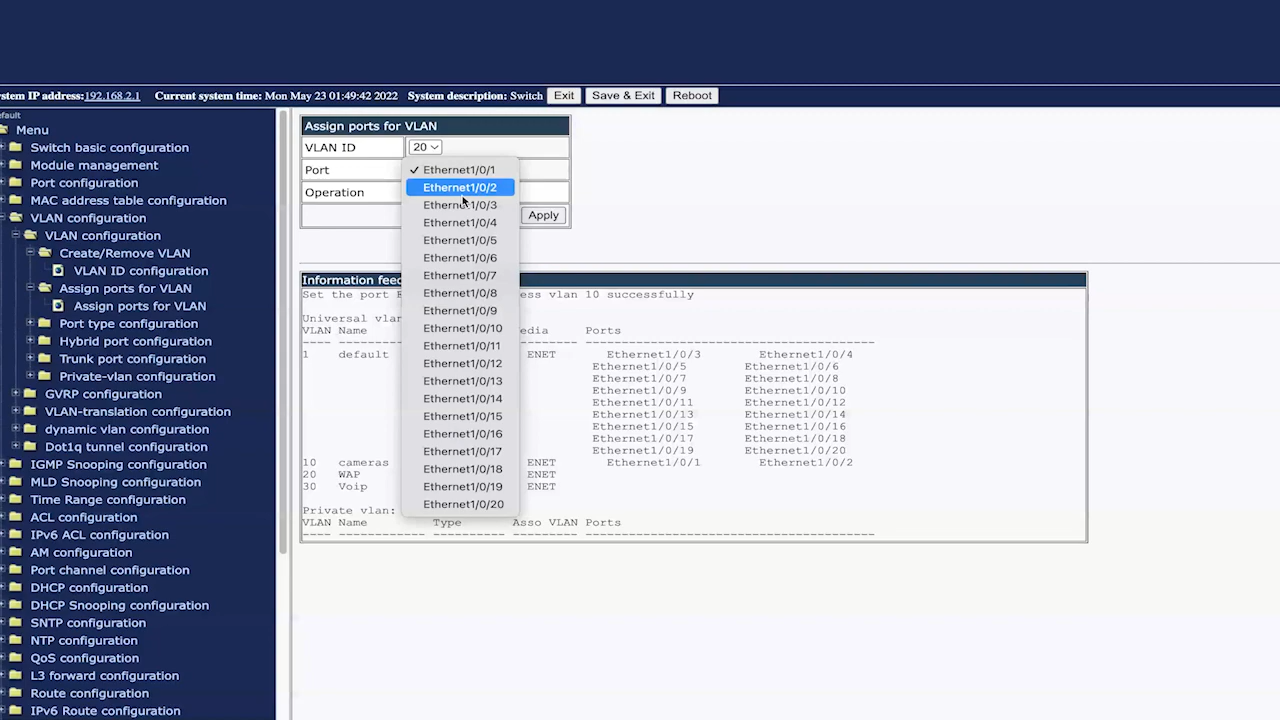 stem IP address:192.168.2.1 Current system time: Mon May 23 01:49:42 2022 System description: Switch Exit Save & Exit Reboot
efault
Menu
Switch basic configuration
Module management
Port configuration
MAC address table configuration
VLAN configuration
VLAN configuration
Create/Remove VLAN
VLAN ID configuration
Assign ports for VLAN
Assign ports for VLAN
Port type configuration
Hybrid port configuration
Trunk port configuration
Private-vlan configuration
GVRP configuration
VLAN-translation configuration
dynamic vlan configuration
Dot1q tunnel configuration
IGMP Snooping configuration
MLD Snooping configuration
Time Range configuration
ACL configuration
IPv6 ACL configuration
AM configuration
Port channel configuration
DHCP configuration
DHCP Snooping configuration
SNTP configuration
NTP configuration
QoS configuration
L3 forward configuration
Route configuration
IPv6 Route configuration
Assign ports for VLAN
VLAN ID 20
Port
Operation
Apply
✓ Ethernet1/0/1
Ethernet1/0/2
Ethernet1/0/3
Ethernet1/0/4
Ethernet1/0/5
Ethernet1/0/6
Ethernet1/0/7
Ethernet1/0/8
Ethernet1/0/9
Ethernet1/0/10
Ethernet1/0/11
Ethernet1/0/12
Ethernet1/0/13
Ethernet1/0/14
Ethernet1/0/15
Ethernet1/0/16
Ethernet1/0/17
Ethernet1/0/18
Ethernet1/0/19
Ethernet1/0/20
Information feed
Set the port E ess vlan 10 successfully
Universal vlan
VLAN Name edia Ports
---- ------------ ---------- --------- ----------------------------------------
1 default ENET Ethernet1/0/3 Ethernet1/0/4
Ethernet1/0/5 Ethernet1/0/6
Ethernet1/0/7 Ethernet1/0/8
Ethernet1/0/9 Ethernet1/0/10
Ethernet1/0/11 Ethernet1/0/12
Ethernet1/0/13 Ethernet1/0/14
Ethernet1/0/15 Ethernet1/0/16
Ethernet1/0/17 Ethernet1/0/18
Ethernet1/0/19 Ethernet1/0/20
10 cameras ENET Ethernet1/0/1 Ethernet1/0/2
20 WAP ENET
30 Voip ENET
Private vlan:
VLAN Name Type Asso VLAN Ports
---- ------------ ---------- --------- ----------------------------------------